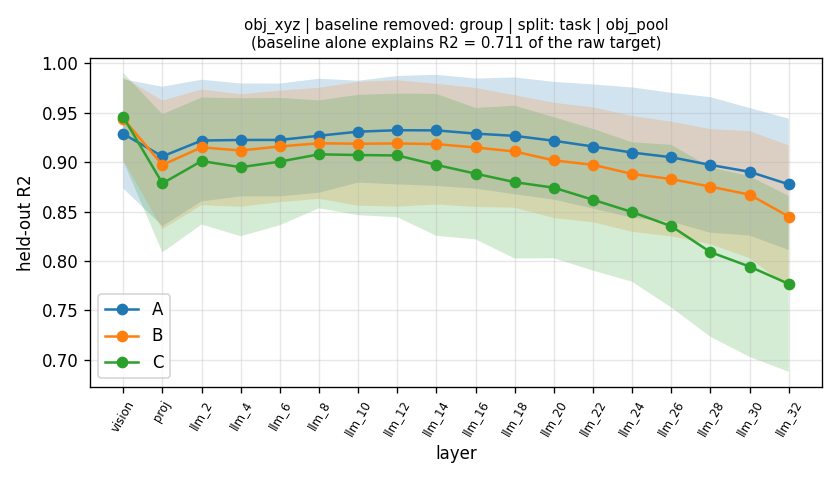 obj_xyz | baseline removed: group | split: task | obj_pool
(baseline alone explains R2 = 0.711 of the raw target)
held-out R2
1.00
0.95
0.90
0.85
0.80
0.75
0.70
A
B
C
vision
proj
llm_2
llm_4
llm_6
llm_8
llm_10
llm_12
llm_14
llm_16
llm_18
llm_20
llm_22
llm_24
llm_26
llm_28
llm_30
llm_32
layer